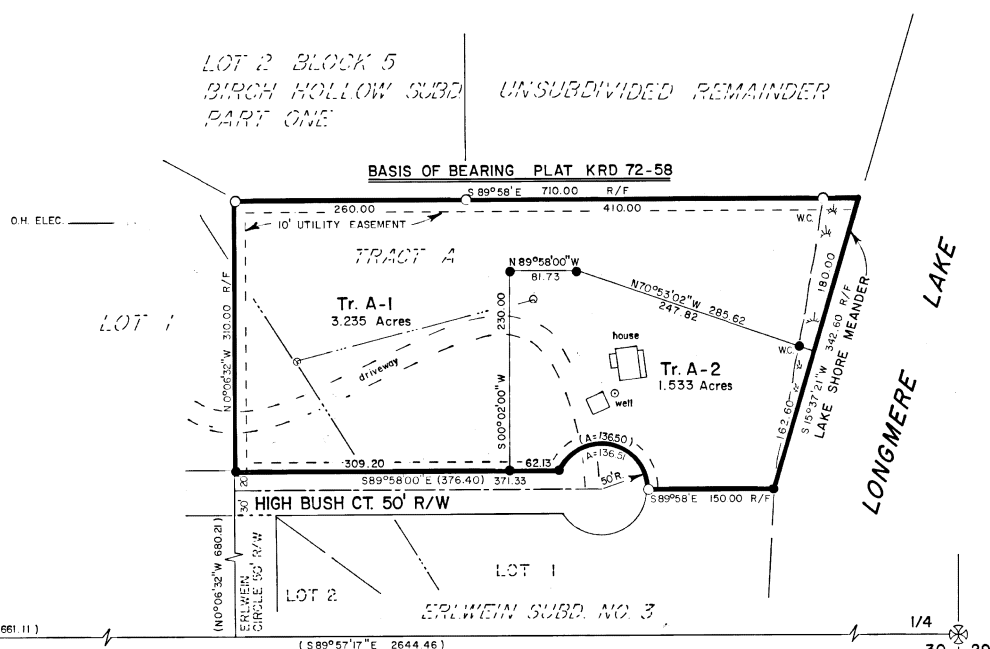 LOT 2 BLOCK 5
BIRCH HOLLOW SUBD.
PART ONE
UNSUBDIVIDED REMAINDER
BASIS OF BEARING PLAT KRD 72-58
S 89°58'E 710.00 R/F
260.00
410.00
O.H. ELEC.
10' UTILITY EASEMENT
W.C.
TRACT A
N 89°58'00"W
81.73
N70°53'02"W 285.62
247.82
180.00
LAKE
Tr. A-1
3.235 Acres
230.00
LOT 1
N0°06'32"W 310.00 R/F
house
W.C.
S 15°37'21"W 342.60 R/F
LAKE SHORE MEANDER
driveway
Tr. A-2
1.533 Acres
well
LONGMERE
S 00°02'00"W
162.60
(A=136.50)
(A=136.51
309.20
62.13
50'R.
S89°58'00"E (376.40) 371.33
20'
S89°58'E 150.00 R/F
30'
HIGH BUSH CT. 50' R/W
(N0°06'32"W 680.21)
ERLWEIN
CIRCLE 50' R/W
LOT 1
LOT 2
ERLWEIN SUBD. NO. 3
1/4
661.11)
(S89°57'17"E 2644.46)
30 29